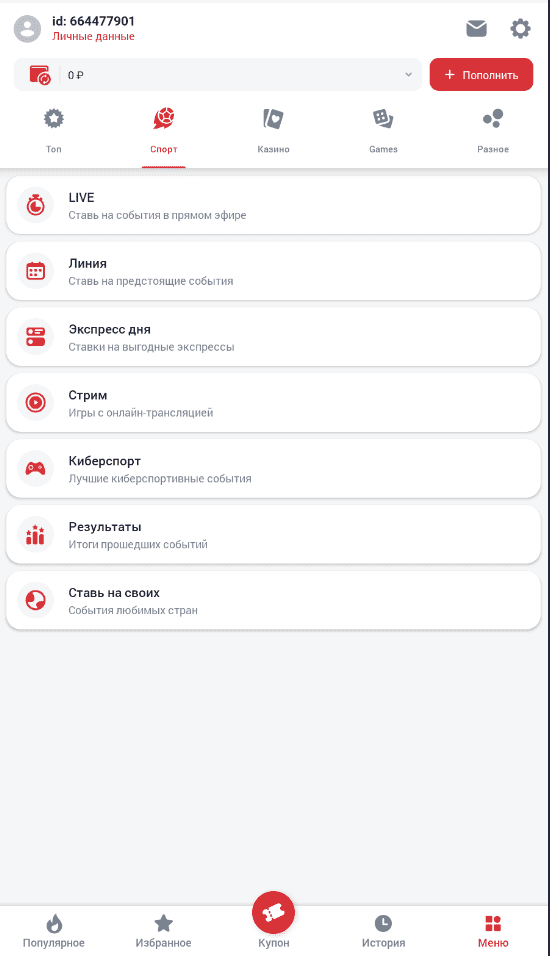 id: 664477901
Личные данные
0 ₽
+ Пополнить
Топ
Спорт
Казино
Games
Разное
LIVE
Ставь на события в прямом эфире
Линия
Ставь на предстоящие события
Экспресс дня
Ставки на выгодные экспрессы
Стрим
Игры с онлайн-трансляцией
Киберспорт
Лучшие киберспортивные события
Результаты
Итоги прошедших событий
Ставь на своих
События любимых стран
Популярное
Избранное
Купон
История
Меню